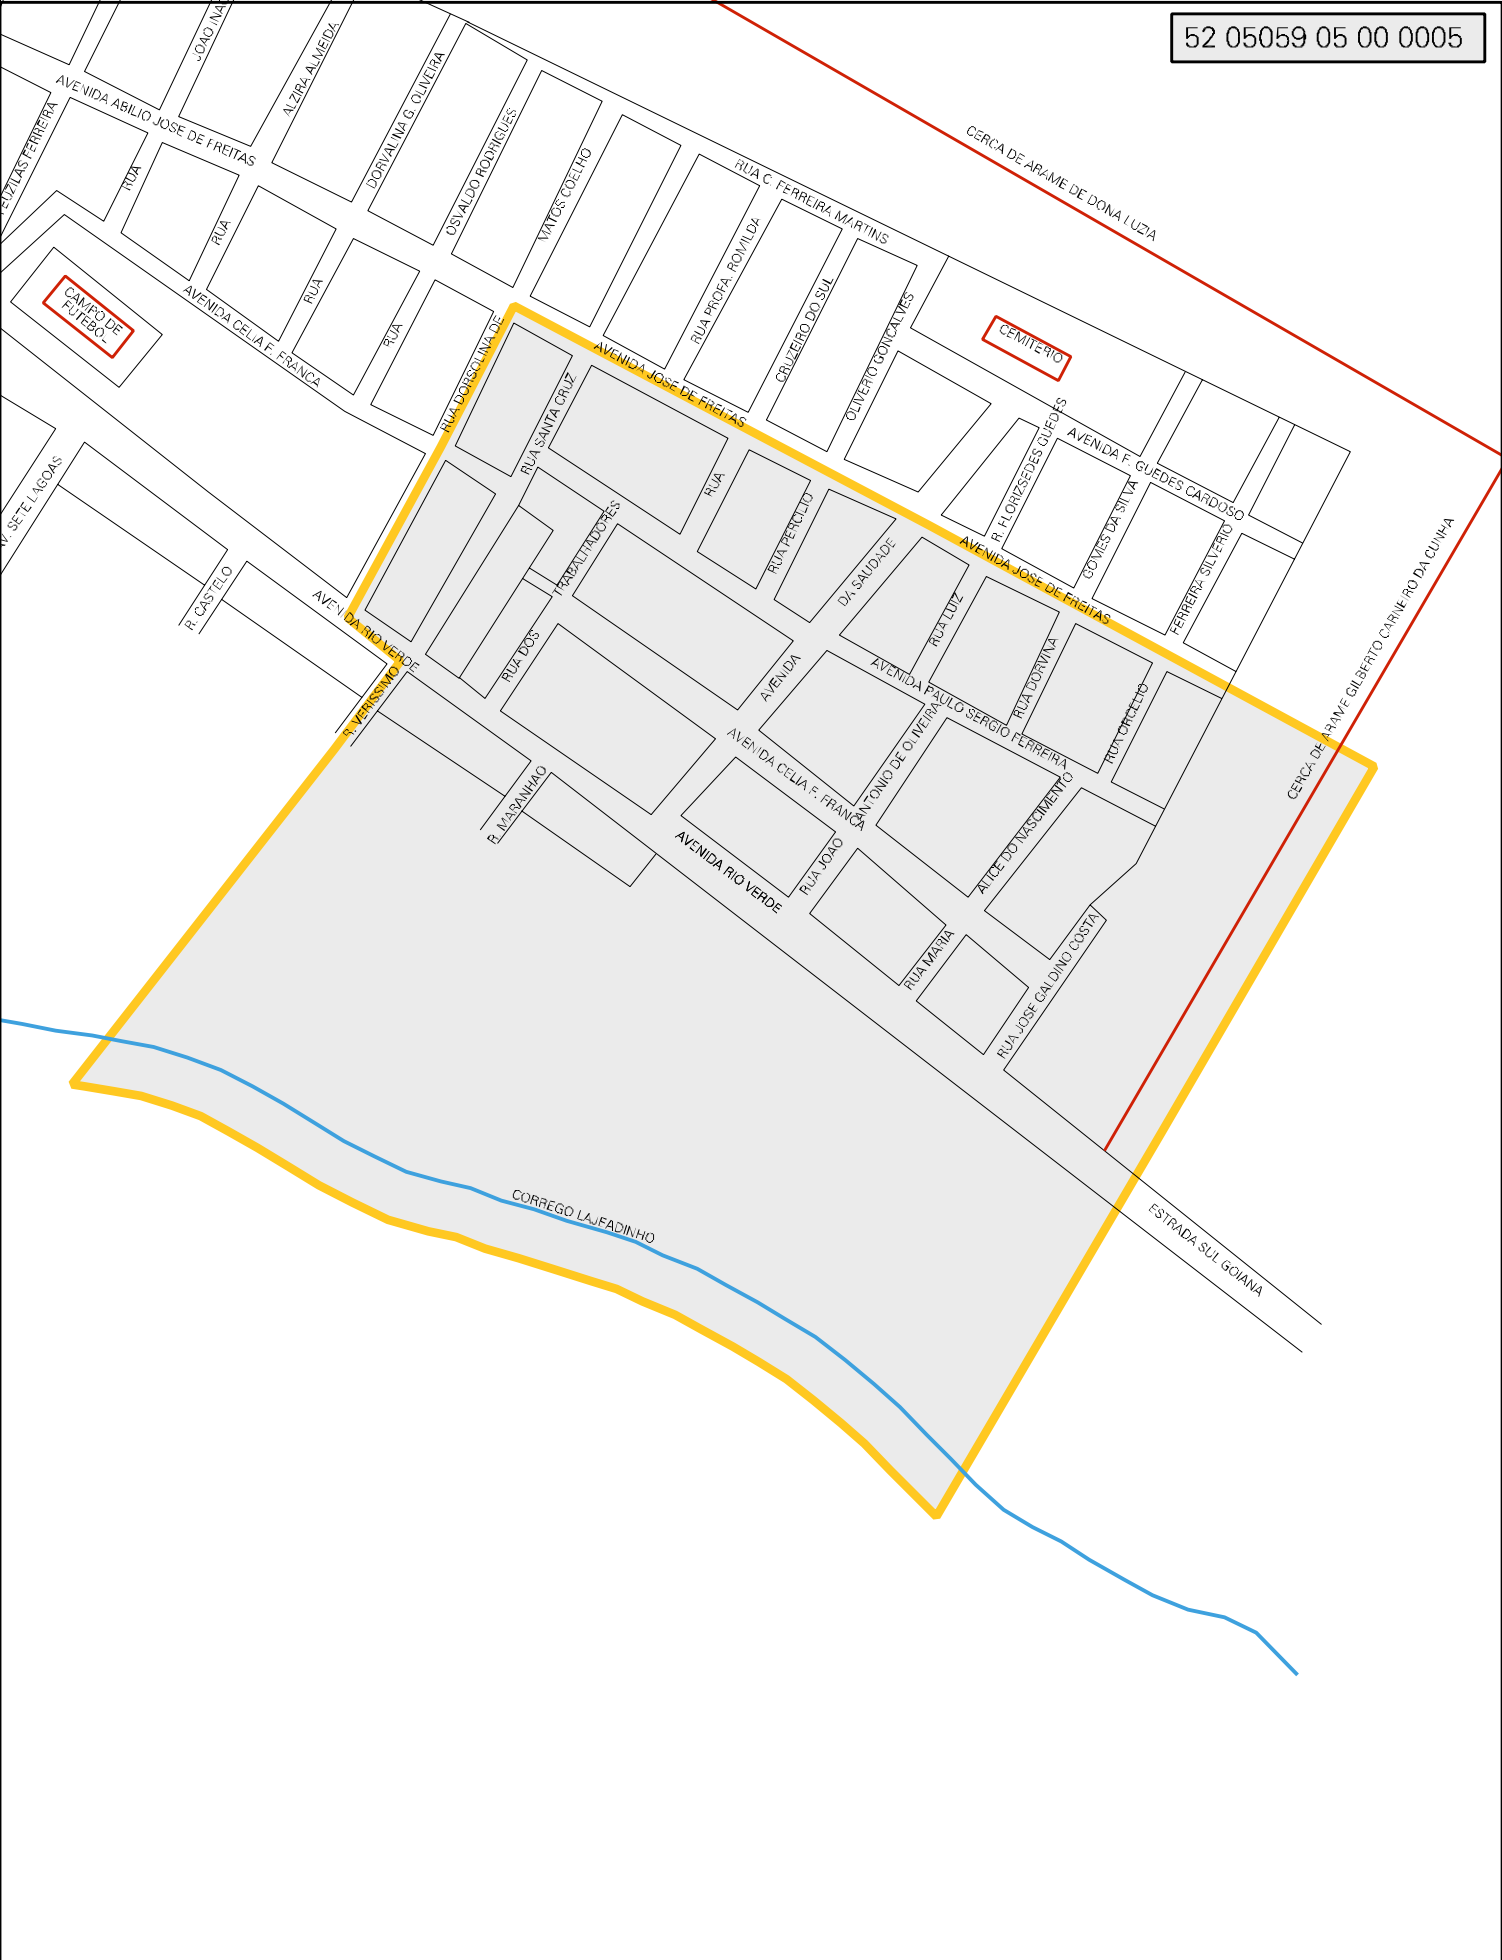 52 05059 05 00 0005
ALZIRA ALMEIDA
DORVALINA G. OLIVEIRA
AVENIDA ABILIO JOSE DE FREITAS
OSVALDO RODRIGUES
MATOS COELHO
RUA C. FERREIRA MARTINS
CERCA DE ARAME DE DONA LUZIA
RUA
RUA
RUA
RUA
RUA PROFA. ROMILDA
CRUZEIRO DO SUL
OLIVERIO GONCALVES
CEMITERIO
CAMPO DE
FUTEBOL
AVENIDA CELIA F. FRANCA
RUA DORSOLINA DE
RUA SANTA CRUZ
AVENIDA JOSE DE FREITAS
R. FLORIZSEDES GUEDES
AVENIDA F. GUEDES CARDOSO
GOMES DA SILVA
FERREIRA SILVERIO
CERCA DE ARAME GILBERTO CARNEIRO DA CUNHA
AV. SETE LAGOAS
RUA
RUA PERCILIO
TRABALHADORES
DA SAUDADE
AVENIDA JOSE DE FREITAS
R. CASTELO
AVENIDA RIO VERDE
RUA DOS
RUA LUIZ
RUA DORVINA
R. VERISSIMO
AVENIDA
AVENIDA PAULO SERGIO FERREIRA
RUA ORCELIO
AVENIDA CELIA F. FRANCA
ANTONIO DE OLIVEIRA
R. MARANHAO
AVENIDA RIO VERDE
RUA JOAO
ALICE DO NASCIMENTO
RUA MARIA
RUA JOSE GALDINO COSTA
CORREGO LAJEADINHO
ESTRADA SUL GOIANA